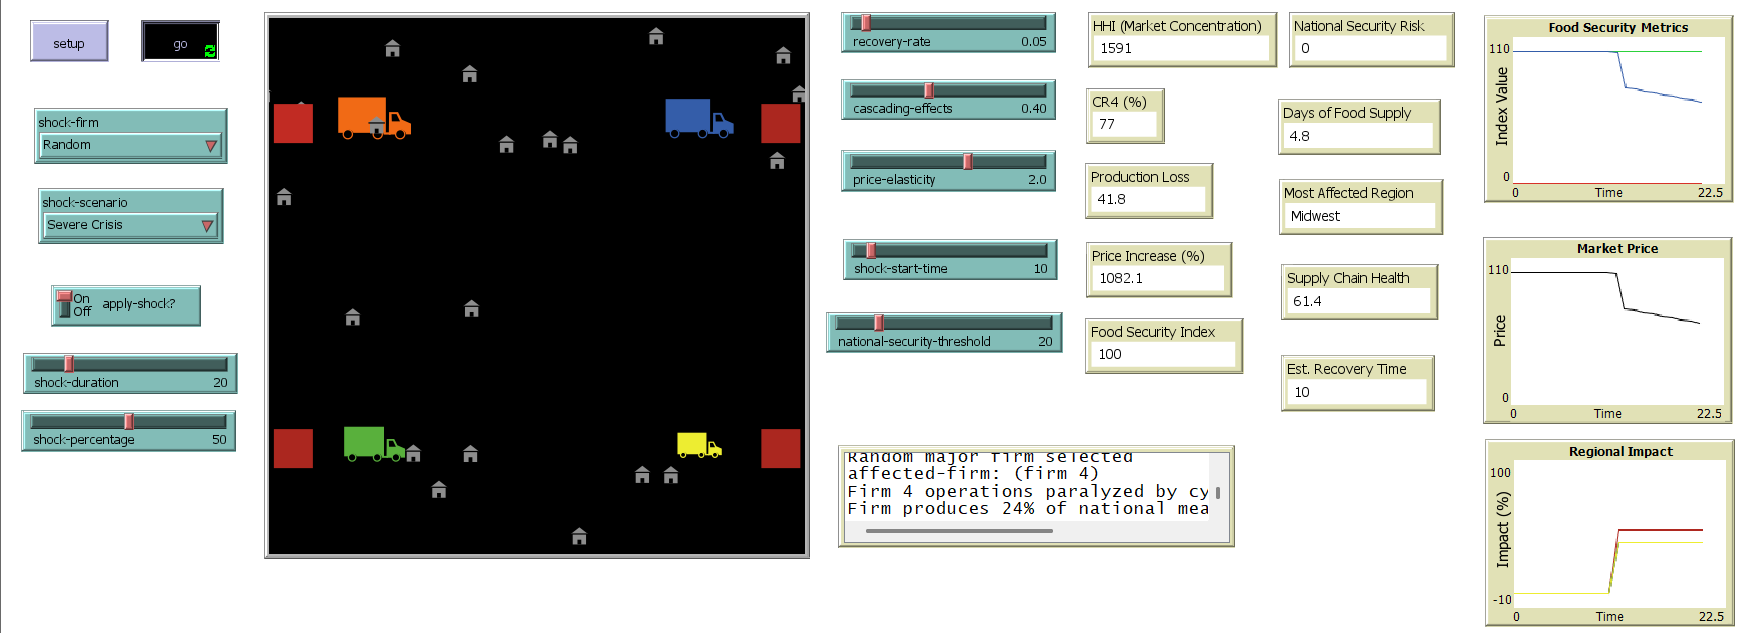 setup
go
shock-firm
Random
shock-scenario
Severe Crisis
On
Off
apply-shock?
shock-duration 20
shock-percentage 50
recovery-rate 0.05
cascading-effects 0.40
price-elasticity 2.0
shock-start-time 10
national-security-threshold 20
HHI (Market Concentration)
1591
CR4 (%)
77
Production Loss
41.8
Price Increase (%)
1082.1
Food Security Index
100
National Security Risk
0
Days of Food Supply
4.8
Most Affected Region
Midwest
Supply Chain Health
61.4
Est. Recovery Time
10
Random major firm selected
affected-firm: (firm 4)
Firm 4 operations paralyzed by cy
Firm produces 24% of national mea
Food Security Metrics
110
Index Value
0
0
Time
22.5
Market Price
110
Price
0
0
Time
22.5
Regional Impact
100
Impact (%)
-10
0
Time
22.5